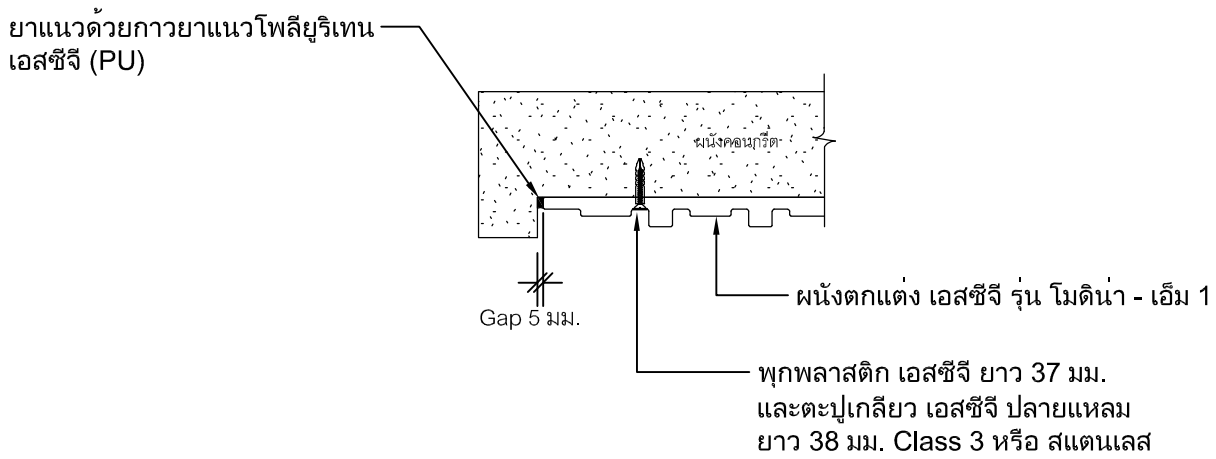 ยาแนวด้วยกาวยาแนวโพลียูริเทน
เอสซีจี (PU)
ผนังคอนกรีต
Gap 5 มม.
ผนังตกแต่ง เอสซีจี รุ่น โมดิน่า - เอ็ม 1
พุกพลาสติก เอสซีจี ยาว 37 มม.
และตะปูเกลียว เอสซีจี ปลายแหลม
ยาว 38 มม. Class 3 หรือ สแตนเลส